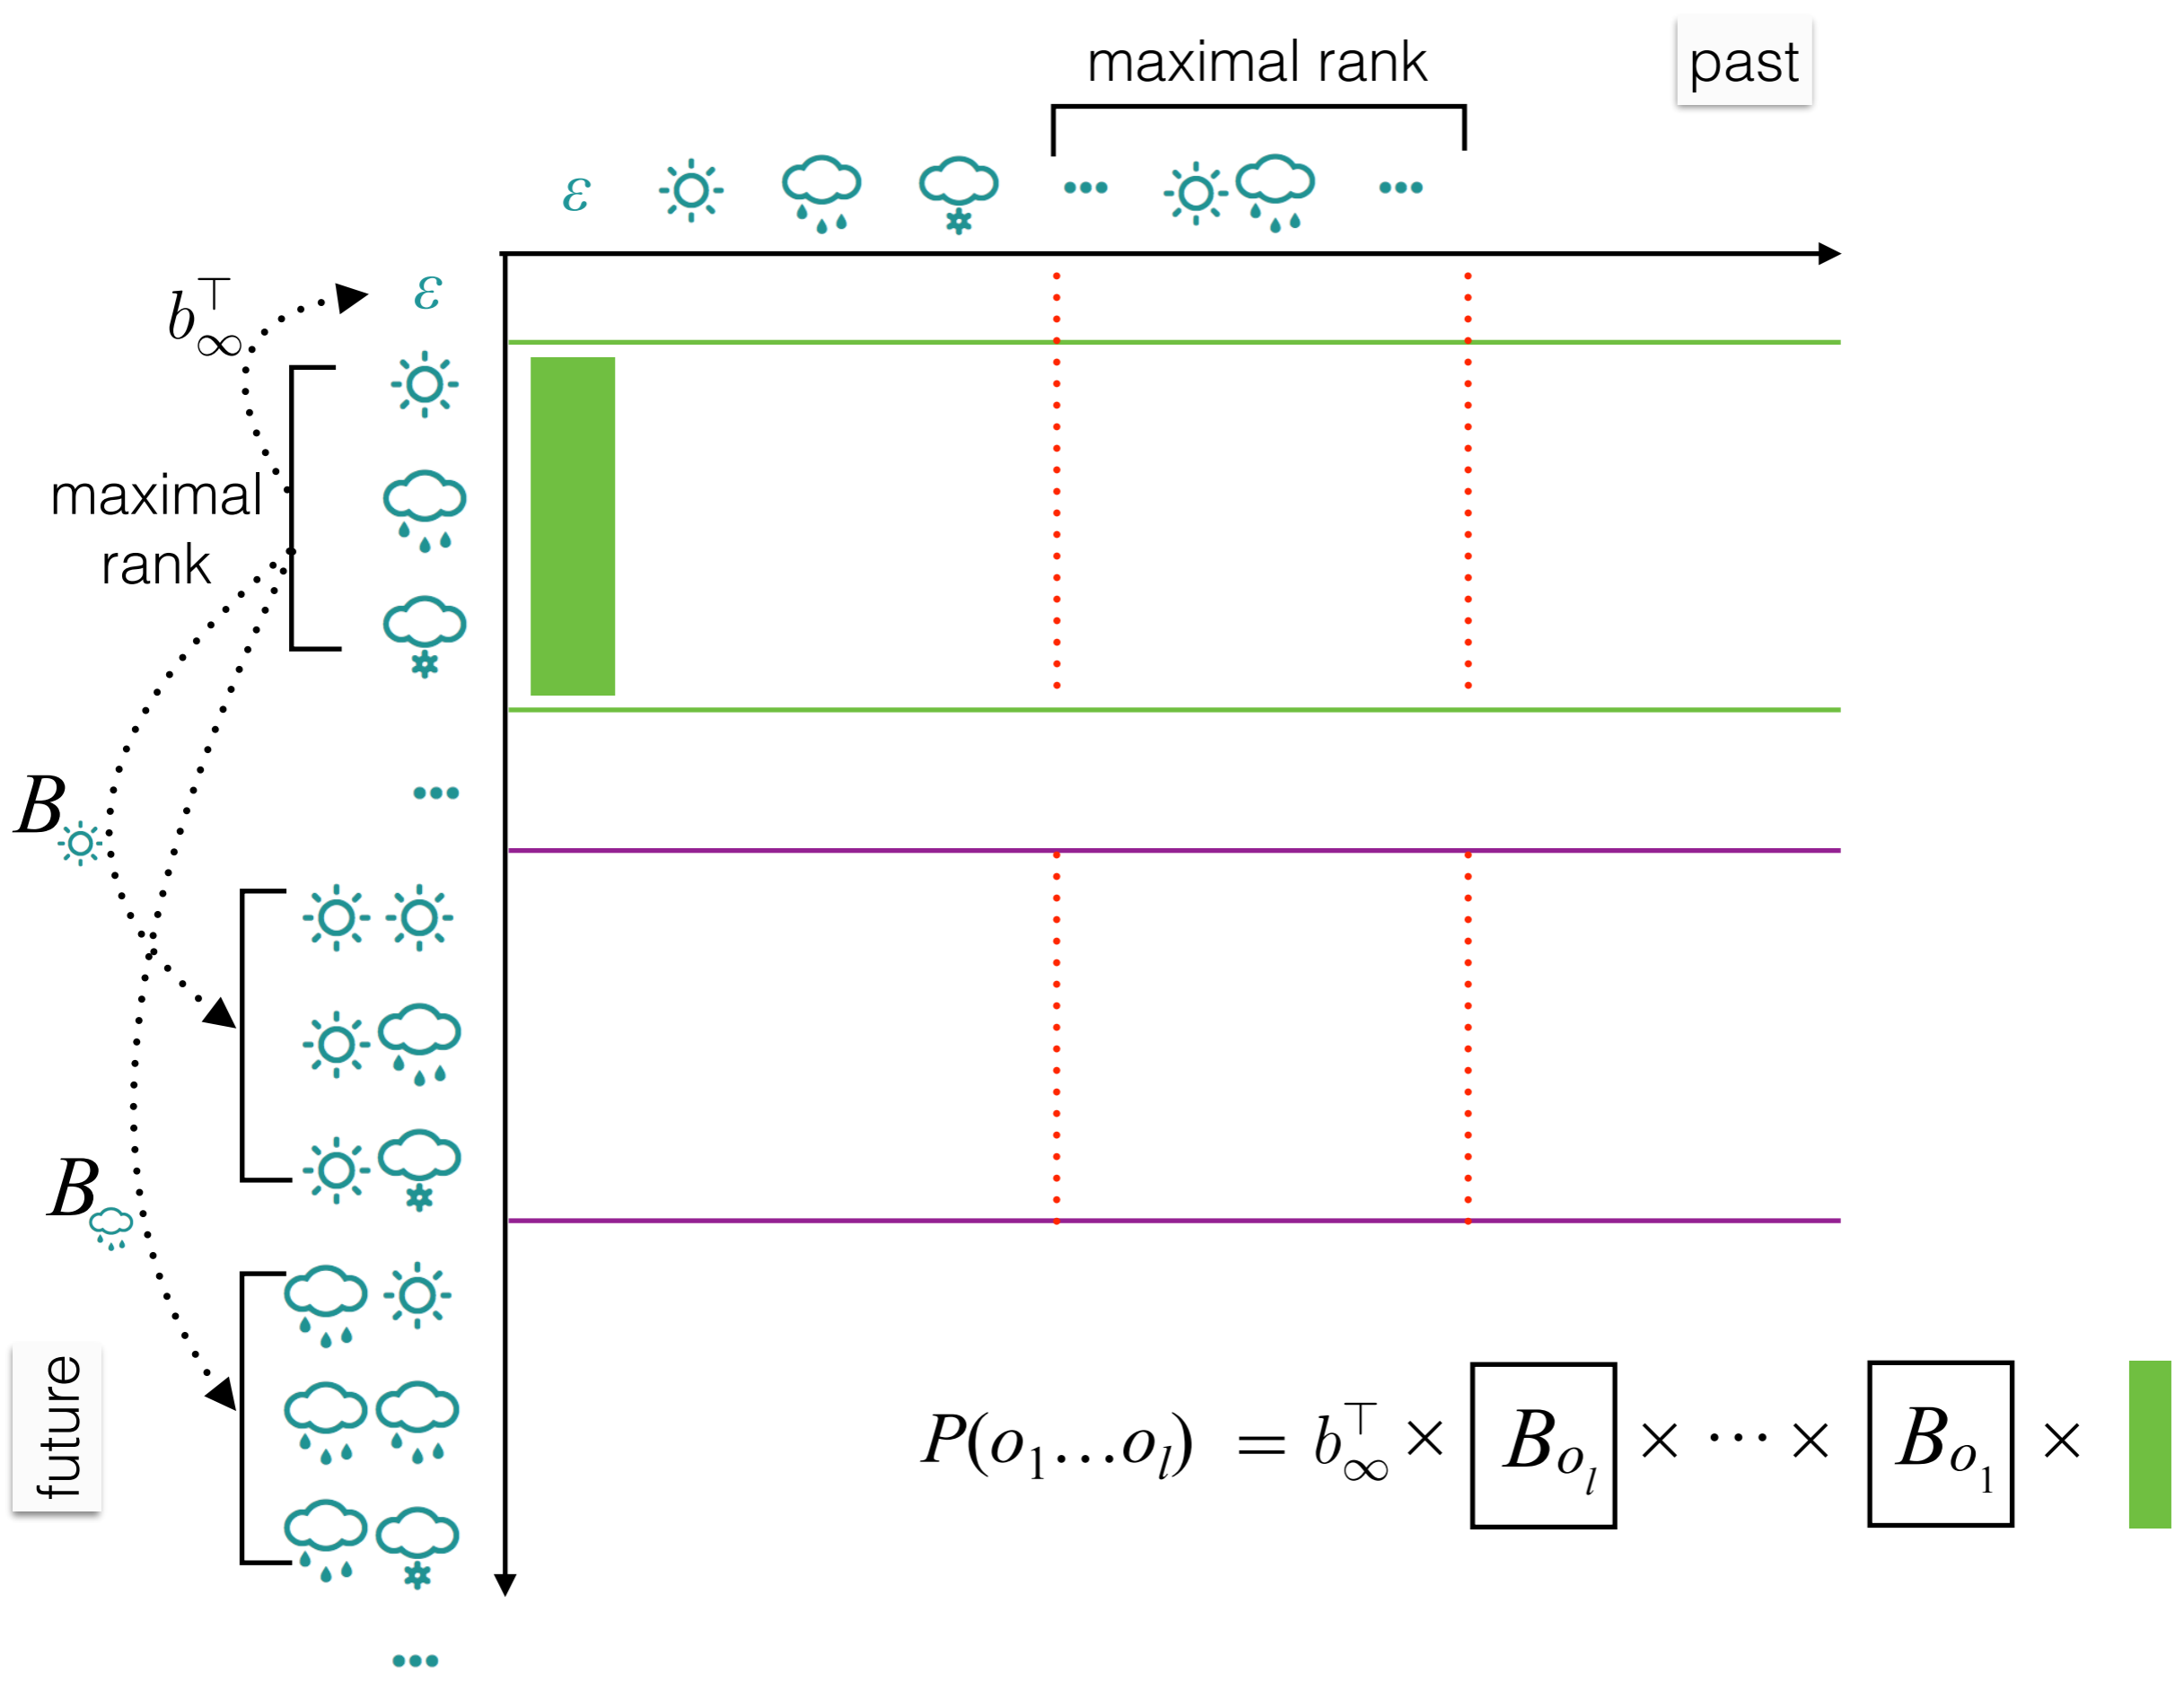 maximal rank
past
ε
...
...
b∞⊤
ε
maximal
rank
B
...
B
future
P(o1...ol) = b∞⊤ × Bol × ⋯ × Bo1 ×
...